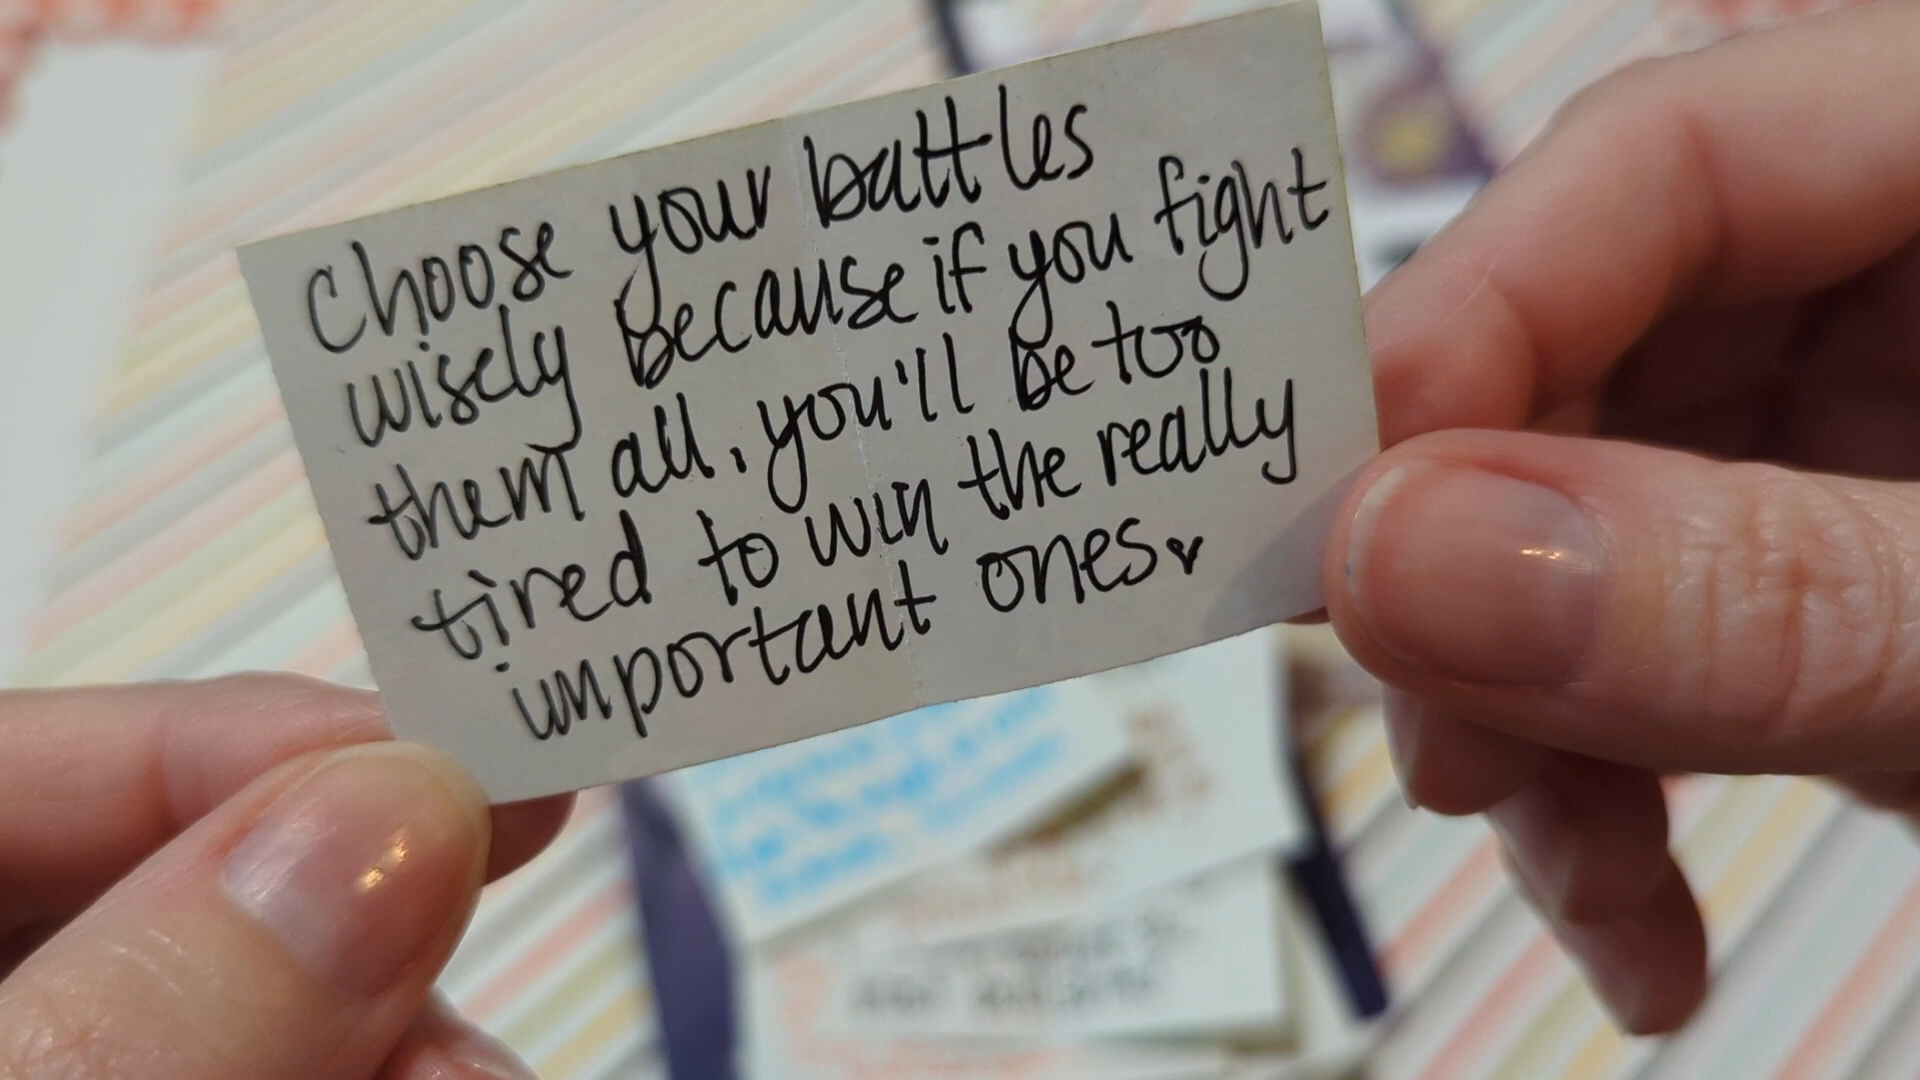 Choose your battles
wisely because if you fight
them all, you'll be too
tired to win the really
important ones♥